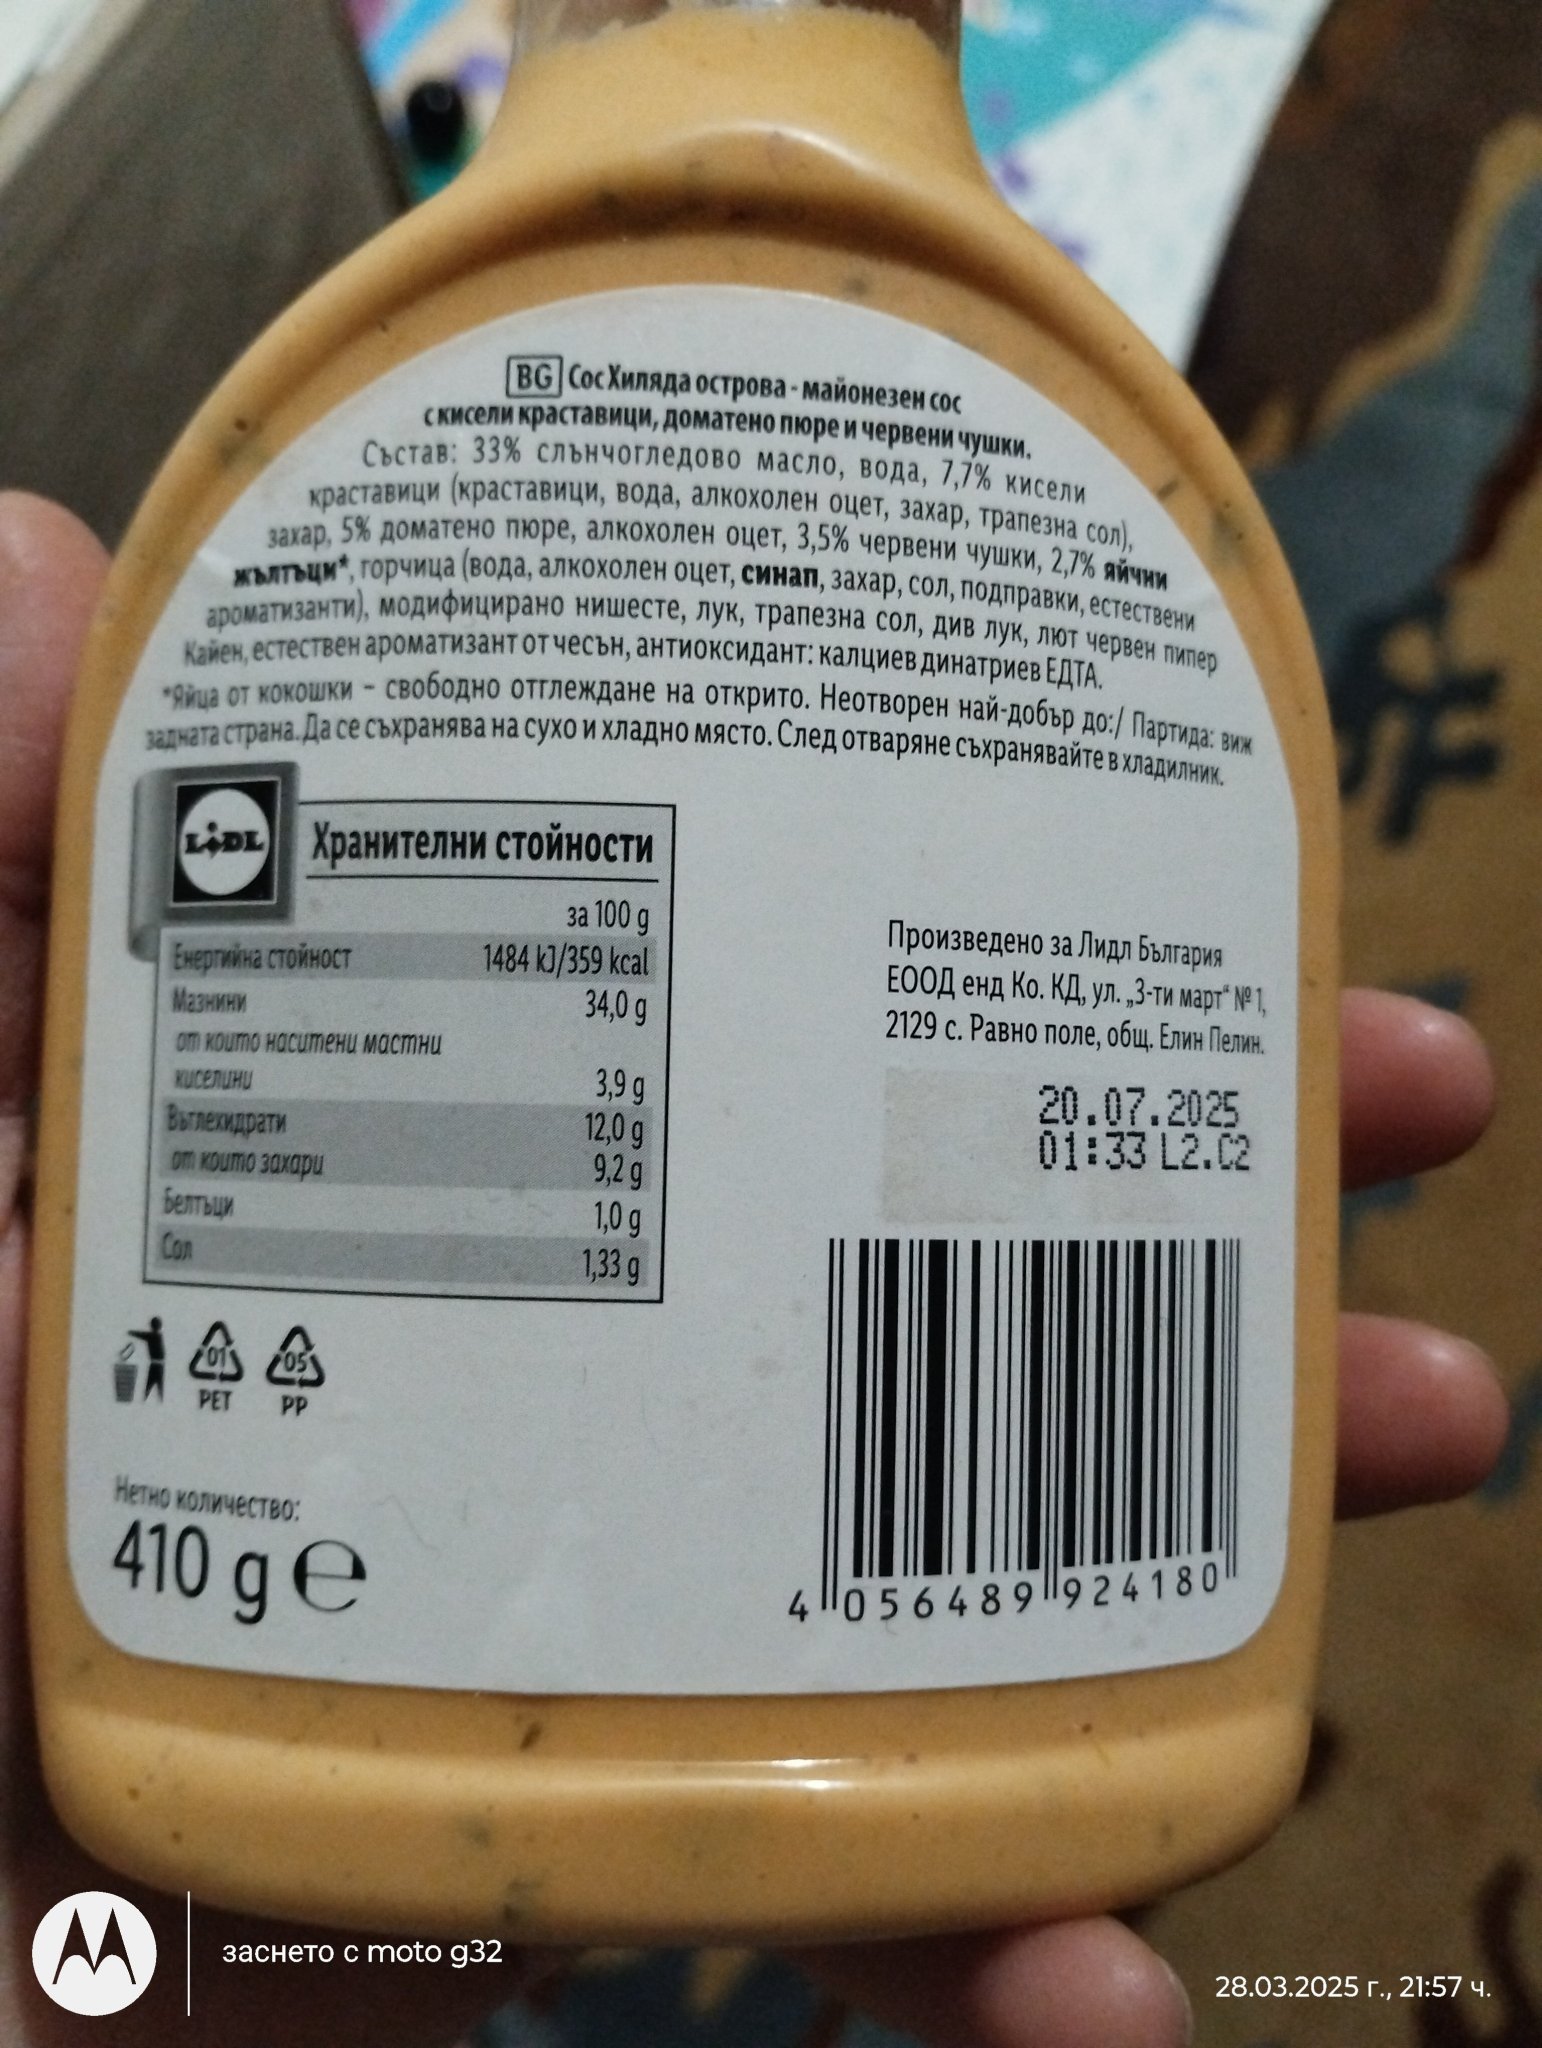 BG Сос Хиляда острова - майонезен сос
с кисели краставици, доматено пюре и червени чушки.
Състав: 33% слънчогледово масло, вода, 7,7% кисели
краставици (краставици, вода, алкохолен оцет, захар, трапезна сол),
захар, 5% доматено пюре, алкохолен оцет, 3,5% червени чушки, 2,7% яйчни
жълтъци*, горчица (вода, алкохолен оцет, синап, захар, сол, подправки, естествени
ароматизанти), модифицирано нишесте, лук, трапезна сол, див лук, лют червен пипер
Кайен, естествен ароматизант от чесън, антиоксидант: калциев динатриев ЕДТА.
*Яйца от кокошки – свободно отглеждане на открито. Неотворен най-добър до:/ Партида: виж
задната страна. Да се съхранява на сухо и хладно място. След отваряне съхранявайте в хладилник.
LIDL
Хранителни стойности
за 100 g
Енергийна стойност 1484 kJ/359 kcal
Мазнини 34,0 g
от които наситени мастни
киселини 3,9 g
Въглехидрати 12,0 g
от които захари 9,2 g
Белтъци 1,0 g
Сол 1,33 g
Произведено за Лидл България
ЕООД енд Ко. КД, ул. „3-ти март“ № 1,
2129 с. Равно поле, общ. Елин Пелин.
20.07.2025
01:33 L2.C2
01 05
PET PP
Нетно количество:
410 g e
4 056489 924180
заснето с moto g32
28.03.2025 г., 21:57 ч.